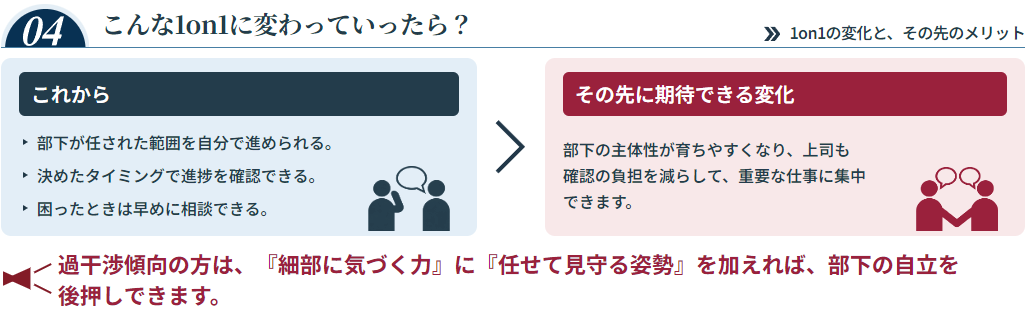 04
こんな1on1に変わっていったら？
1on1の変化と、その先のメリット
これから
部下が任された範囲を自分で進められる。
決めたタイミングで進捗を確認できる。
困ったときは早めに相談できる。
その先に期待できる変化
部下の主体性が育ちやすくなり、上司も
確認の負担を減らして、重要な仕事に集中
できます。
過干渉傾向の方は、『細部に気づく力』に『任せて見守る姿勢』を加えれば、部下の自立を
後押しできます。